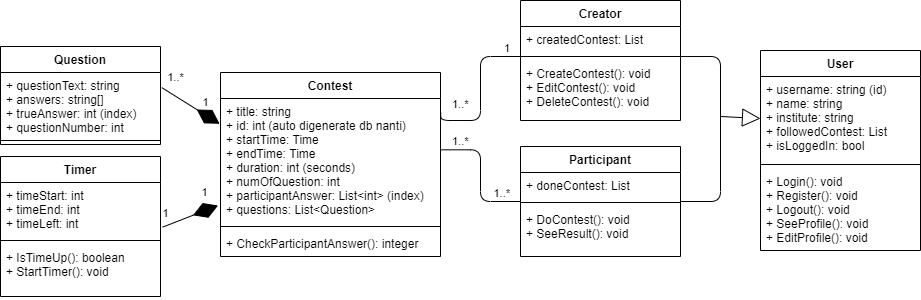 Question
+ questionText: string
+ answers: string[]
+ trueAnswer: int (index)
+ questionNumber: int
Timer
+ timeStart: int
+ timeEnd: int
+ timeLeft: int
+ IsTimeUp(): boolean
+ StartTimer(): void
1..*
1
1
1
Contest
+ title: string
+ id: int (auto digenerate db nanti)
+ startTime: Time
+ endTime: Time
+ duration: int (seconds)
+ numOfQuestion: int
+ participantAnswer: List<int> (index)
+ questions: List<Question>
+ CheckParticipantAnswer(): integer
1..*
1
1..*
1..*
Creator
+ createdContest: List
+ CreateContest(): void
+ EditContest(): void
+ DeleteContest(): void
Participant
+ doneContest: List
+ DoContest(): void
+ SeeResult(): void
User
+ username: string (id)
+ name: string
+ institute: string
+ followedContest: List
+ isLoggedIn: bool
+ Login(): void
+ Register(): void
+ Logout(): void
+ SeeProfile(): void
+ EditProfile(): void